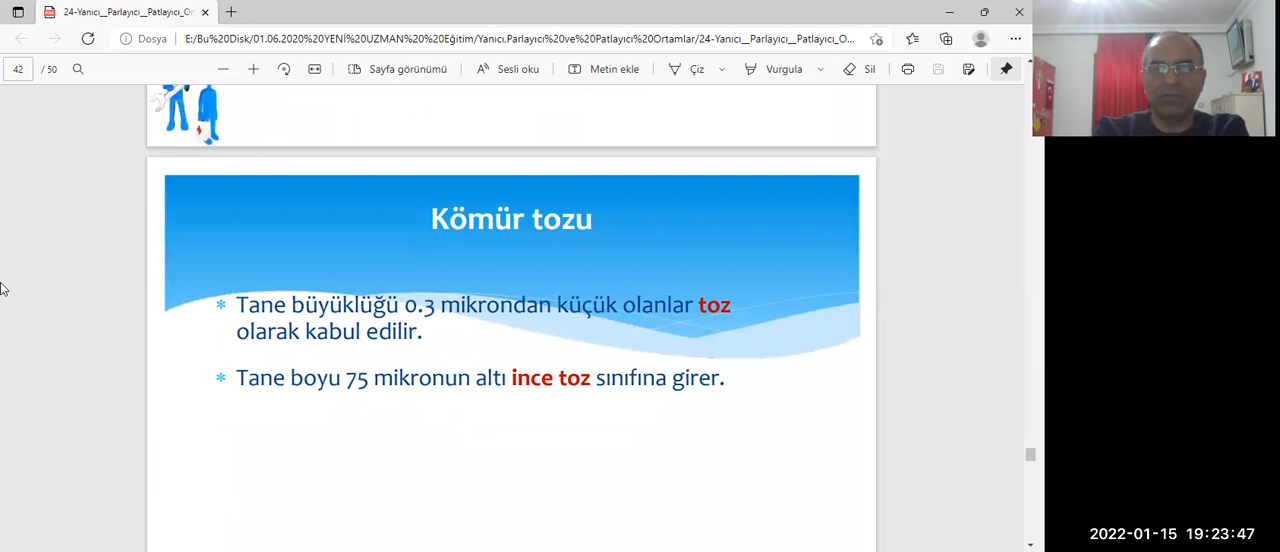 24-Yanıcı__Parlayıcı__Patlayıcı_Or
Dosya
E:/Bu%20Disk/01.06.2020%20YENİ%20UZMAN%20%20Eğitim/Yanıcı,Parlayıcı%20ve%20Patlayıcı%20Ortamlar/24-Yanıcı__Parlayıcı__Patlayıcı_O...
42 / 50
Sayfa görünümü
Sesli oku
Metin ekle
Çiz
Vurgula
Sil
Kömür tozu
* Tane büyüklüğü 0.3 mikrondan küçük olanlar toz
olarak kabul edilir.
* Tane boyu 75 mikronun altı ince toz sınıfına girer.
2022-01-15 19:23:47